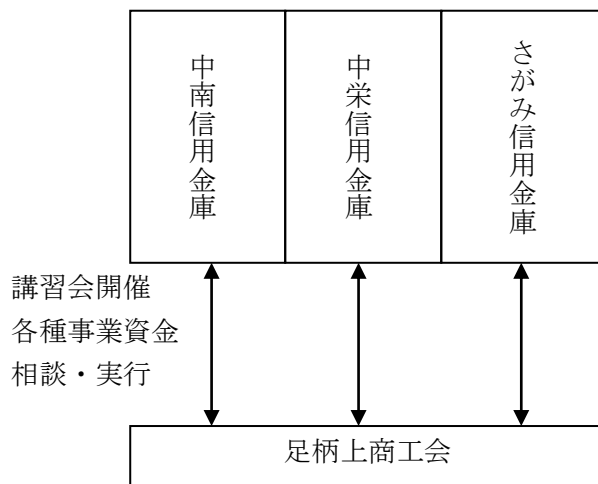 中南信用金庫
中栄信用金庫
さがみ信用金庫
講習会開催
各種事業資金
相談・実行
足柄上商工会